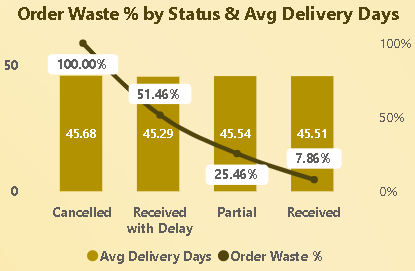 Order Waste % by Status & Avg Delivery Days
100%
50
100.00%
51.46%
50%
45.68
45.29
45.54
45.51
7.86%
25.46%
0
0%
Cancelled
Received with Delay
Partial
Received
Avg Delivery Days
Order Waste %